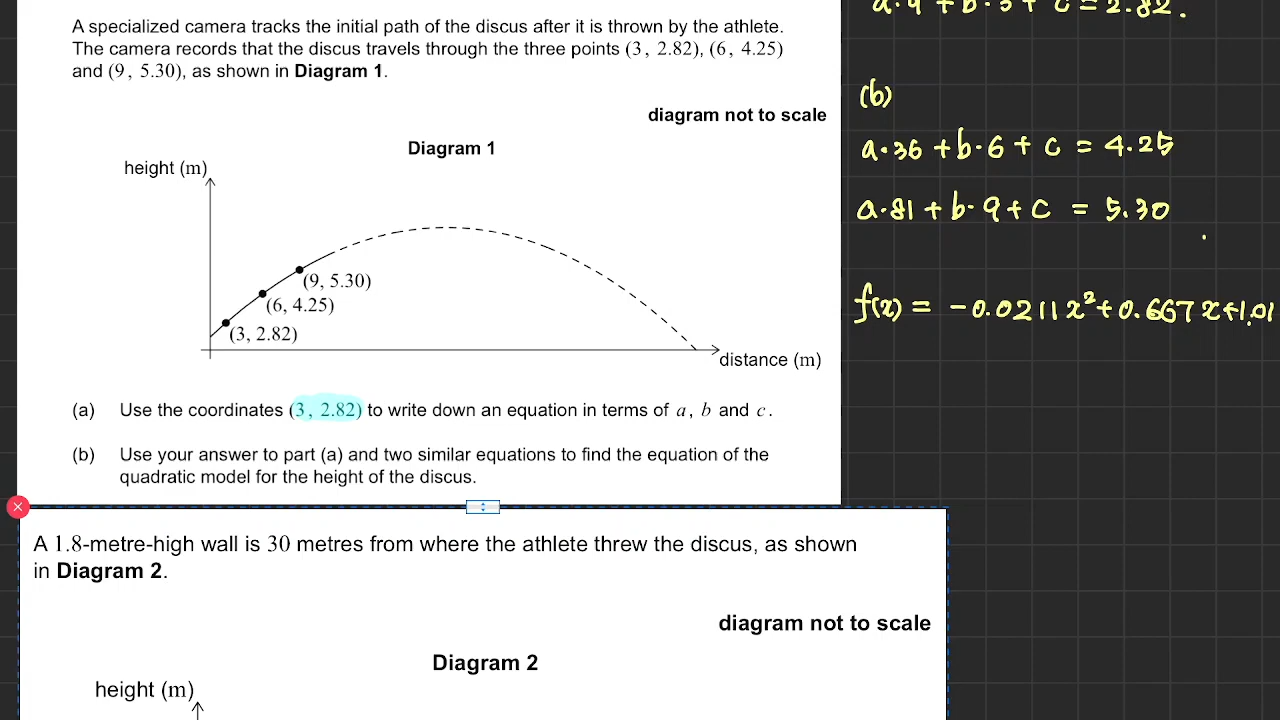 A specialized camera tracks the initial path of the discus after it is thrown by the athlete.
The camera records that the discus travels through the three points (3, 2.82), (6, 4.25)
and (9, 5.30), as shown in Diagram 1.
diagram not to scale
Diagram 1
height (m)
(9, 5.30)
(6, 4.25)
(3, 2.82)
distance (m)
(a) Use the coordinates (3, 2.82) to write down an equation in terms of a, b and c.
(b) Use your answer to part (a) and two similar equations to find the equation of the
quadratic model for the height of the discus.
A 1.8-metre-high wall is 30 metres from where the athlete threw the discus, as shown
in Diagram 2.
diagram not to scale
Diagram 2
height (m)
a·9 + b·3 + c = 2.82.
(b)
a·36 + b·6 + c = 4.25
a·81 + b·9 + c = 5.30
f(x) = -0.0211x² + 0.667x + 1.01